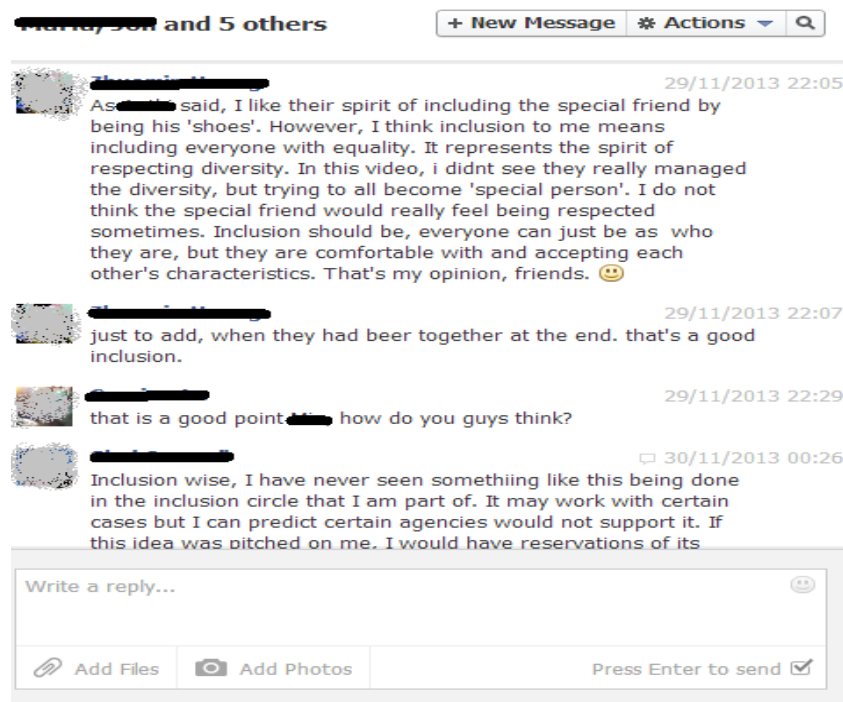 and 5 others
+ New Message
Actions
29/11/2013 22:05
As said, I like their spirit of including the special friend by
being his 'shoes'. However, I think inclusion to me means
including everyone with equality. It represents the spirit of
respecting diversity. In this video, i didnt see they really managed
the diversity, but trying to all become 'special person'. I do not
think the special friend would really feel being respected
sometimes. Inclusion should be, everyone can just be as who
they are, but they are comfortable with and accepting each
other's characteristics. That's my opinion, friends.
29/11/2013 22:07
just to add, when they had beer together at the end. that's a good
inclusion.
29/11/2013 22:29
that is a good point how do you guys think?
30/11/2013 00:26
Inclusion wise, I have never seen somethiing like this being done
in the inclusion circle that I am part of. It may work with certain
cases but I can predict certain agencies would not support it. If
this idea was pitched on me, I would have reservations of its
Write a reply...
Add Files
Add Photos
Press Enter to send